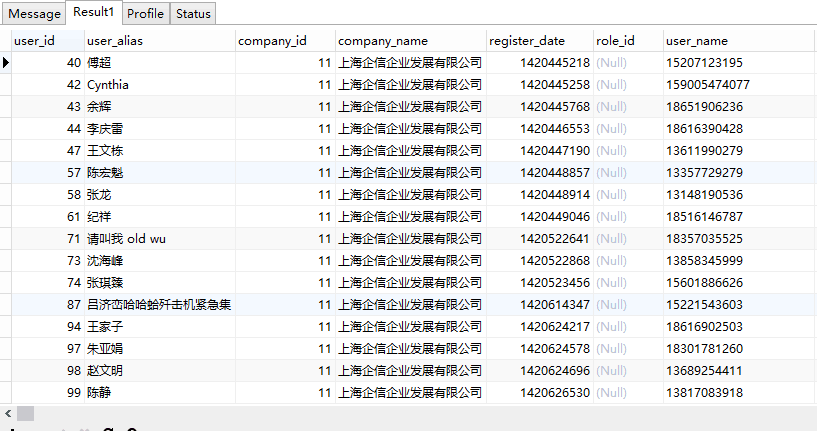 Message Result1 Profile Status
user_id user_alias company_id company_name register_date role_id user_name
40 傅超 11 上海企信企业发展有限公司 1420445218 (Null) 15207123195
42 Cynthia 11 上海企信企业发展有限公司 1420445258 (Null) 159005474077
43 余辉 11 上海企信企业发展有限公司 1420445768 (Null) 18651906236
44 李庆雷 11 上海企信企业发展有限公司 1420446553 (Null) 18616390428
47 王文栋 11 上海企信企业发展有限公司 1420447190 (Null) 13611990279
57 陈宏魁 11 上海企信企业发展有限公司 1420448857 (Null) 13357729279
58 张龙 11 上海企信企业发展有限公司 1420448914 (Null) 13148190536
61 纪祥 11 上海企信企业发展有限公司 1420449046 (Null) 18516146787
71 请叫我 old wu 11 上海企信企业发展有限公司 1420522641 (Null) 18357035525
73 沈海峰 11 上海企信企业发展有限公司 1420522868 (Null) 13858345999
74 张琪臻 11 上海企信企业发展有限公司 1420523456 (Null) 15601886626
87 吕济峦哈哈蛤歼击机紧急集 11 上海企信企业发展有限公司 1420614347 (Null) 15221543603
94 王家子 11 上海企信企业发展有限公司 1420624217 (Null) 18616902503
97 朱亚娟 11 上海企信企业发展有限公司 1420624578 (Null) 18301781260
98 赵文明 11 上海企信企业发展有限公司 1420624696 (Null) 13689254411
99 陈静 11 上海企信企业发展有限公司 1420626530 (Null) 13817083918